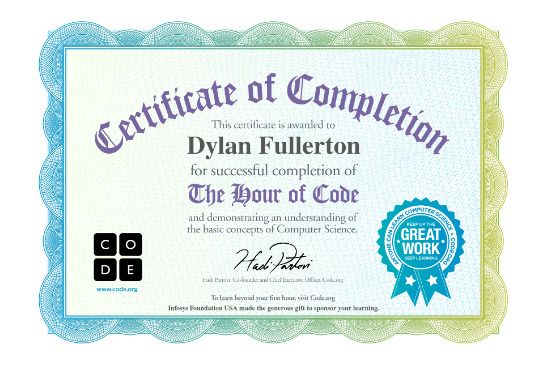 Certificate of Completion
This certificate is awarded to
Dylan Fullerton
for successful completion of
The Hour of Code
and demonstrating an understanding of
the basic concepts of Computer Science.
Hadi Partovi
Hadi Partovi, Co-founder and Chief Executive Officer, Code.org
C O
D E
www.code.org
ANYONE CAN LEARN COMPUTER SCIENCE • CODE.ORG •
KEEP UP THE
GREAT
WORK
KEEP LEARNING
To learn beyond your first hour, visit Code.org
Infosys Foundation USA made the generous gift to sponsor your learning.